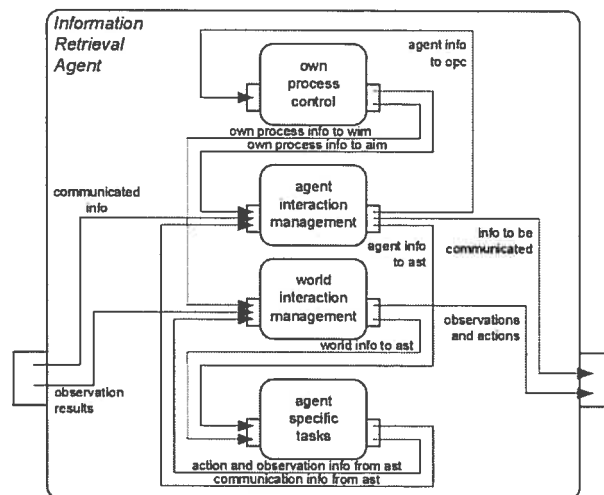 Information
Retrieval
Agent
agent info
to opc
own
process
control
own process info to wim
own process info to aim
communicated
info
agent
interaction
management
info to be
communicated
agent info
to ast
world
interaction
management
observations
and actions
world info to ast
observation
results
agent
specific
tasks
action and observation info from ast
communication info from ast